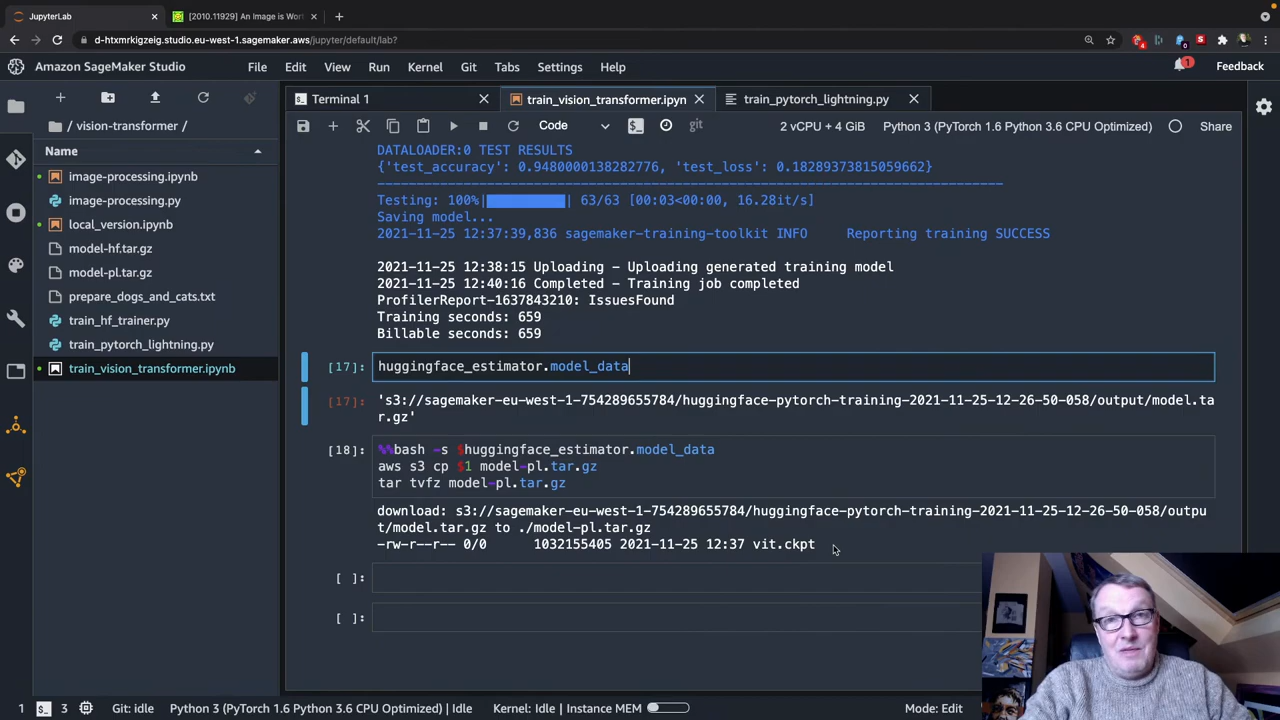 JupyterLab
[2010.11929] An Image is Wor
d-htxmrkigzeig.studio.eu-west-1.sagemaker.aws/jupyter/default/lab?
Amazon SageMaker Studio
File Edit View Run Kernel Git Tabs Settings Help
1
Feedback
Terminal 1
train_vision_transformer.ipyn
train_pytorch_lightning.py
/ vision-transformer /
Code
git
2 vCPU + 4 GiB
Python 3 (PyTorch 1.6 Python 3.6 CPU Optimized)
Share
Name
image-processing.ipynb
image-processing.py
local_version.ipynb
model-hf.tar.gz
model-pl.tar.gz
prepare_dogs_and_cats.txt
train_hf_trainer.py
train_pytorch_lightning.py
train_vision_transformer.ipynb
DATALOADER:0 TEST RESULTS
{'test_accuracy': 0.9480000138282776, 'test_loss': 0.18289373815059662}
--------------------------------------------------------------------------------
Testing: 100%|██████████| 63/63 [00:03<00:00, 16.28it/s]
Saving model...
2021-11-25 12:37:39,836 sagemaker-training-toolkit INFO     Reporting training SUCCESS
2021-11-25 12:38:15 Uploading - Uploading generated training model
2021-11-25 12:40:16 Completed - Training job completed
ProfilerReport-1637843210: IssuesFound
Training seconds: 659
Billable seconds: 659
[17]: huggingface_estimator.model_data
[17]: 's3://sagemaker-eu-west-1-754289655784/huggingface-pytorch-training-2021-11-25-12-26-50-058/output/model.ta
r.gz'
[18]: %%bash -s $huggingface_estimator.model_data
aws s3 cp $1 model-pl.tar.gz
tar tvfz model-pl.tar.gz
download: s3://sagemaker-eu-west-1-754289655784/huggingface-pytorch-training-2021-11-25-12-26-50-058/outpu
t/model.tar.gz to ./model-pl.tar.gz
-rw-r--r-- 0/0      1032155405 2021-11-25 12:37 vit.ckpt
[ ]:
[ ]:
1
3
Git: idle
Python 3 (PyTorch 1.6 Python 3.6 CPU Optimized) | Idle
Kernel: Idle | Instance MEM
Mode: Edit